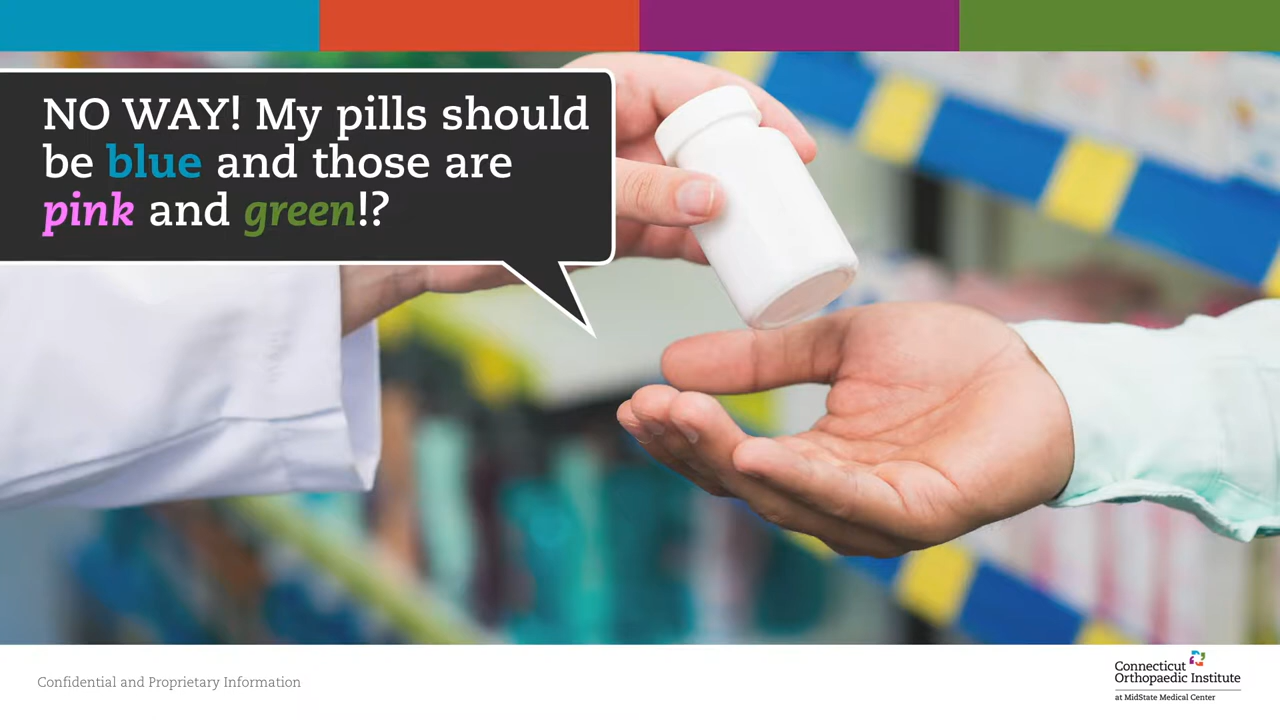 NO WAY! My pills should
be blue and those are
pink and green!?
Confidential and Proprietary Information
Connecticut
Orthopaedic Institute
at MidState Medical Center